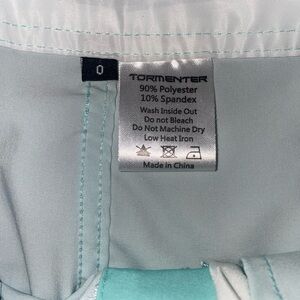 0
TORMENTER
90% Polyester
10% Spandex
Wash Inside Out
Do not Bleach
Do Not Machine Dry
Low Heat Iron
Made in China